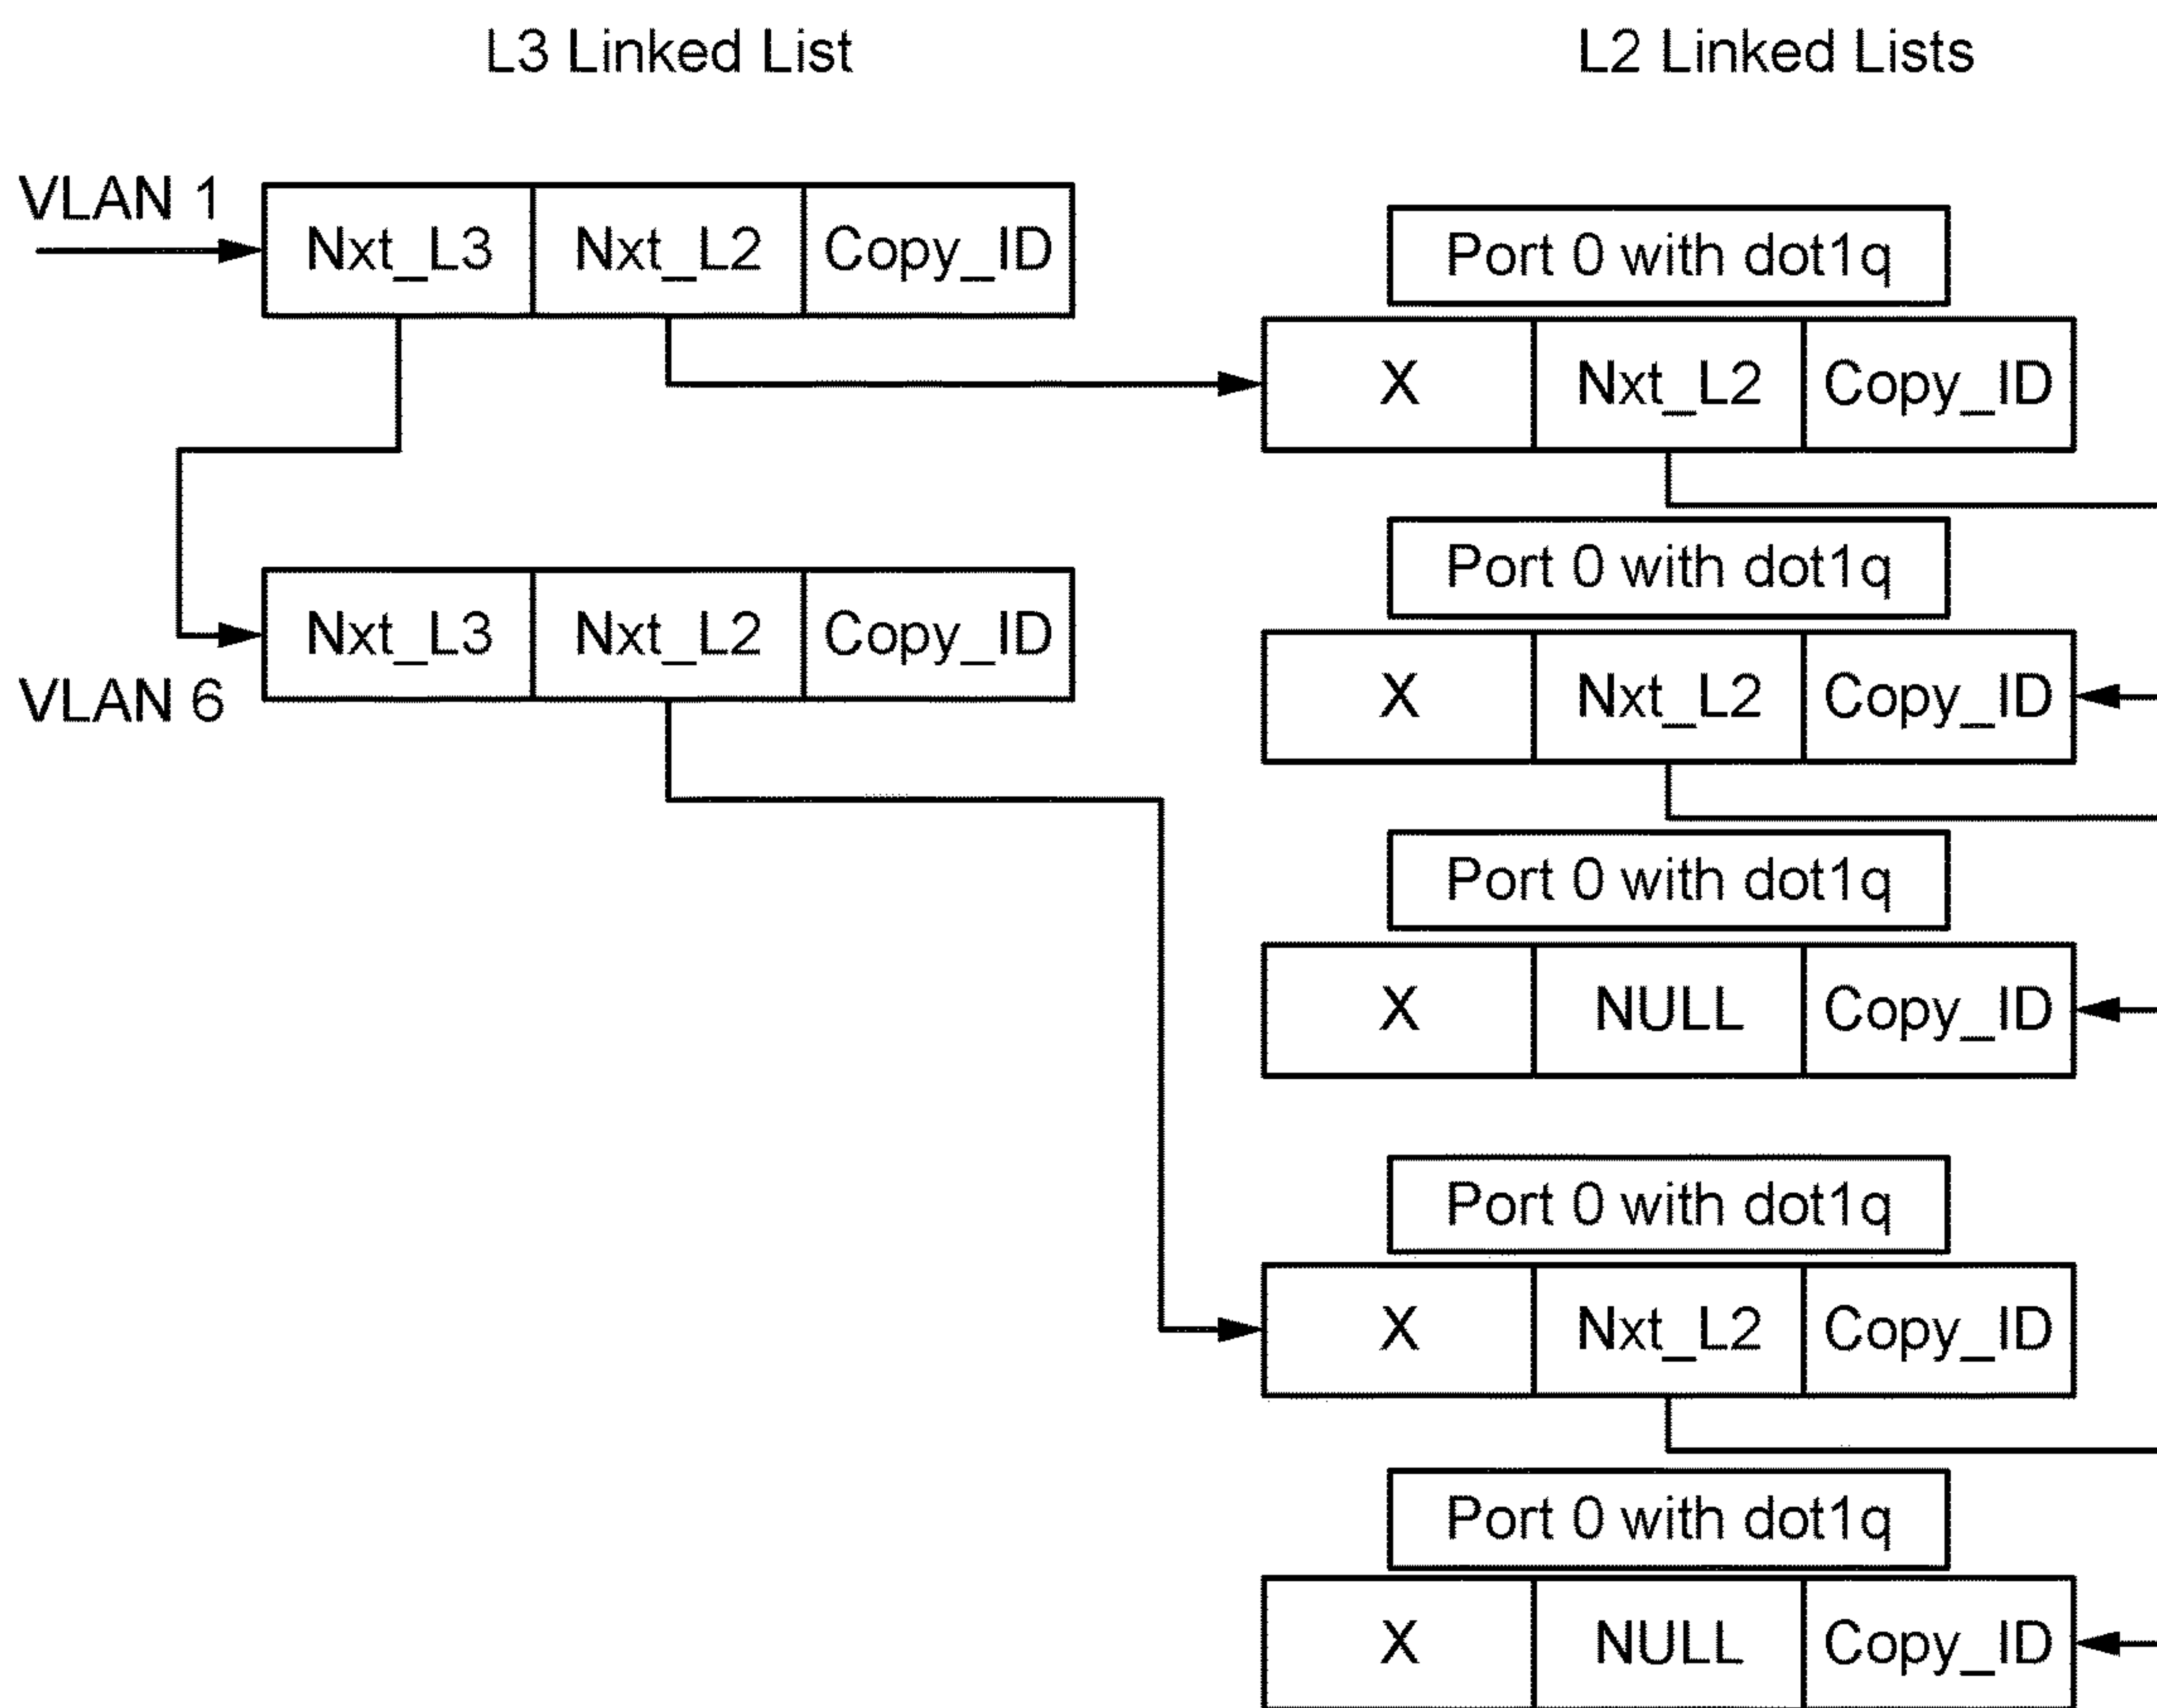 L3 Linked List
L2 Linked Lists
VLAN 1
Nxt_L3 Nxt_L2 Copy_ID
Port 0 with dot1q
X Nxt_L2 Copy_ID
Port 0 with dot1q
Nxt_L3 Nxt_L2 Copy_ID
VLAN 6
X Nxt_L2 Copy_ID
Port 0 with dot1q
X NULL Copy_ID
Port 0 with dot1q
X Nxt_L2 Copy_ID
Port 0 with dot1q
X NULL Copy_ID